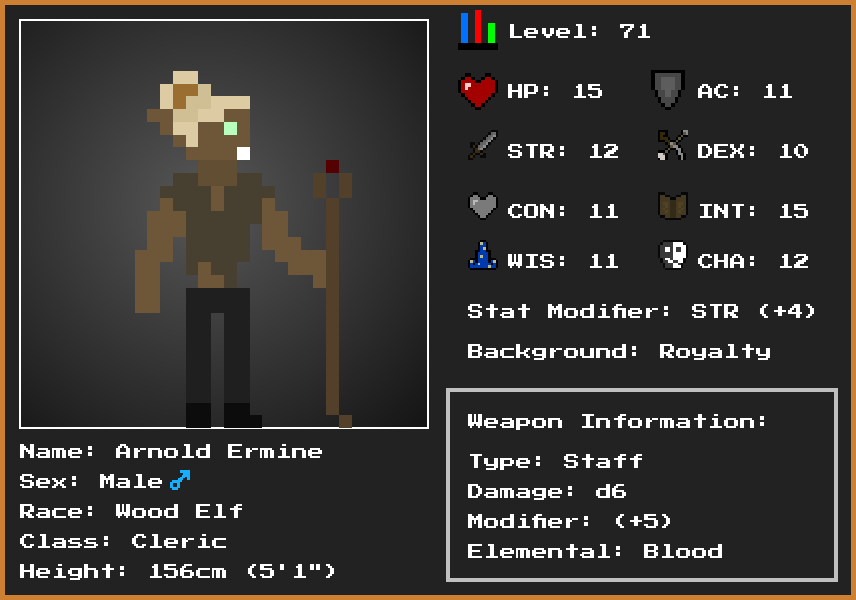 Level: 71
HP: 15 AC: 11
STR: 12 DEX: 10
CON: 11 INT: 15
WIS: 11 CHA: 12
Stat Modifier: STR (+4)
Background: Royalty
Weapon Information:
Type: Staff
Damage: d6
Modifier: (+5)
Elemental: Blood
Name: Arnold Ermine
Sex: Male♂
Race: Wood Elf
Class: Cleric
Height: 156cm (5'1")